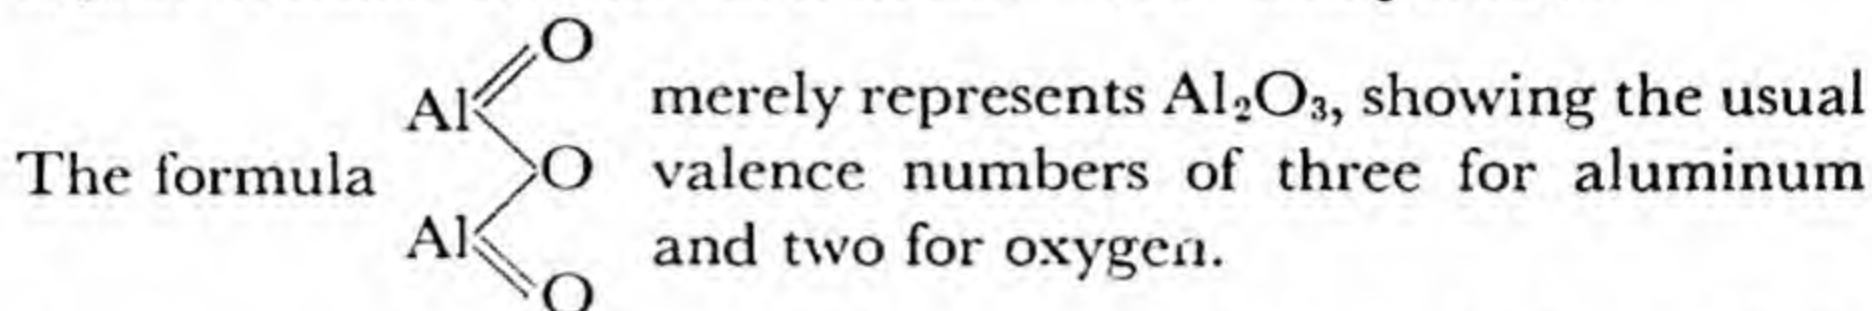 O
Al
merely represents Al₂O₃, showing the usual
The formula
O
valence numbers of three for aluminum
Al
and two for oxygen.
O